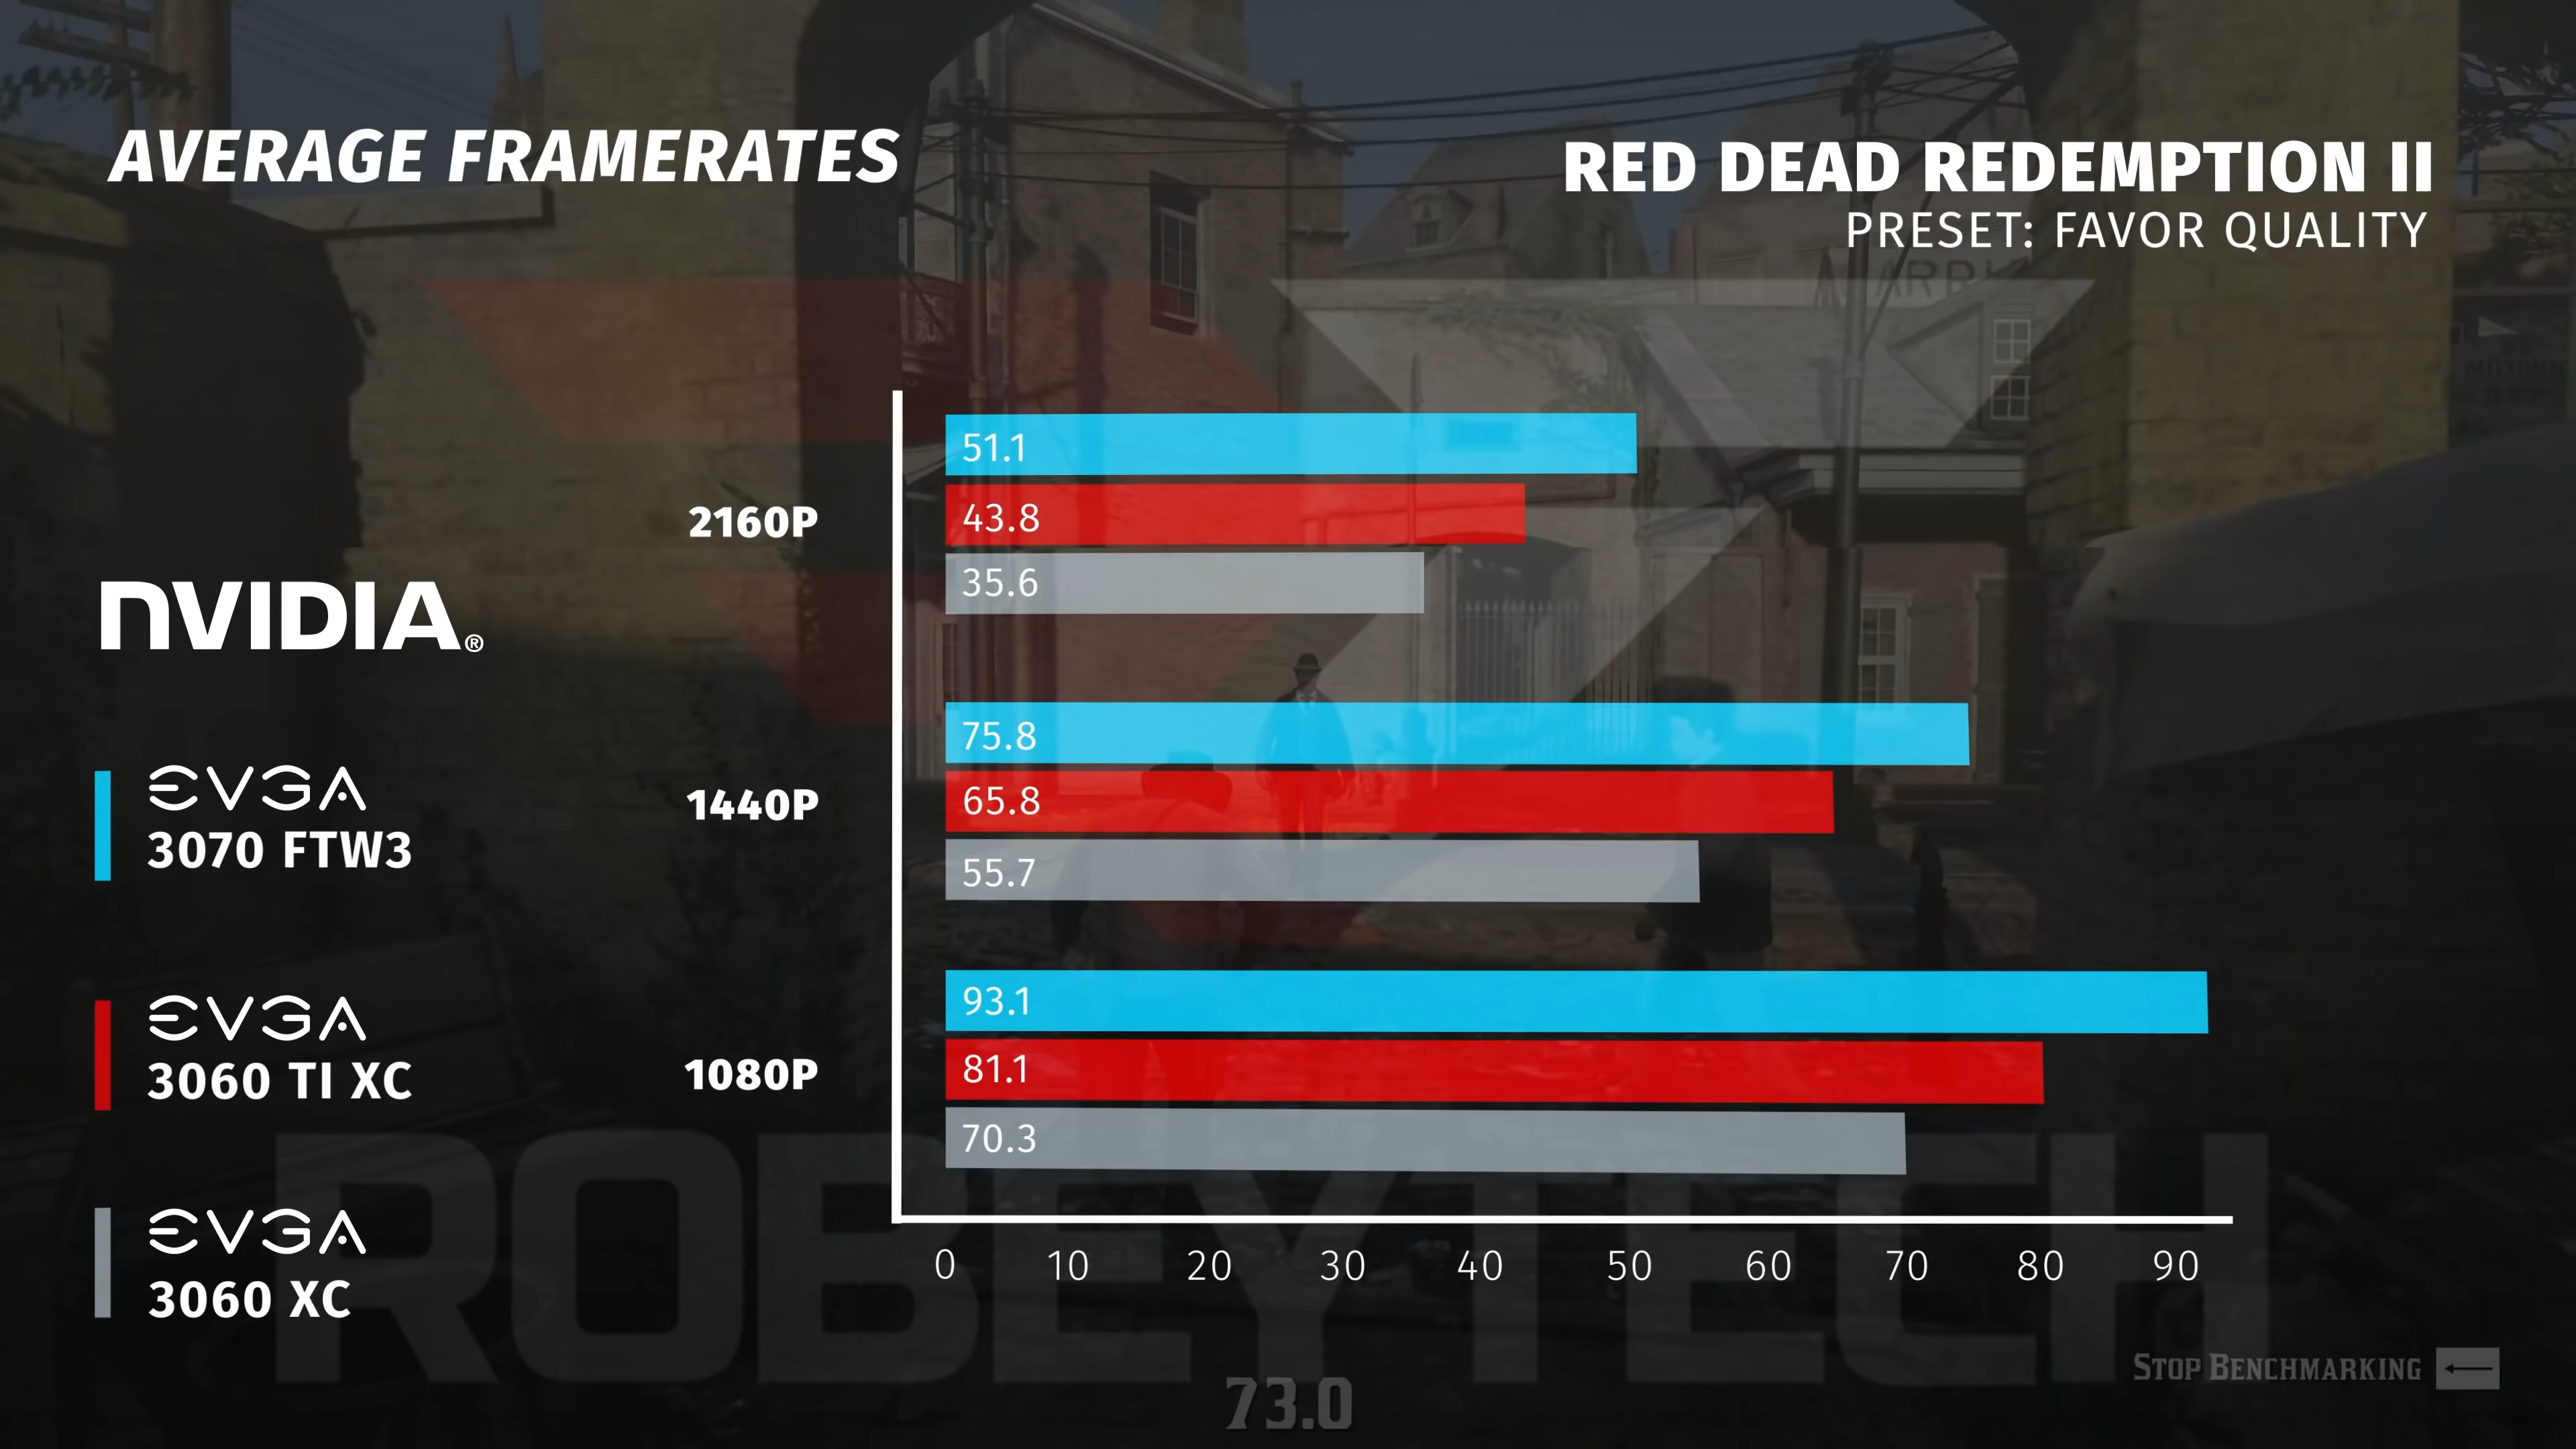 AVERAGE FRAMERATES
RED DEAD REDEMPTION II
PRESET: FAVOR QUALITY
NVIDIA®
EVGA
3070 FTW3
EVGA
3060 TI XC
EVGA
3060 XC
2160P
51.1
43.8
35.6
1440P
75.8
65.8
55.7
1080P
93.1
81.1
70.3
0 10 20 30 40 50 60 70 80 90
ROBEYTECH
STOP BENCHMARKING
73.0